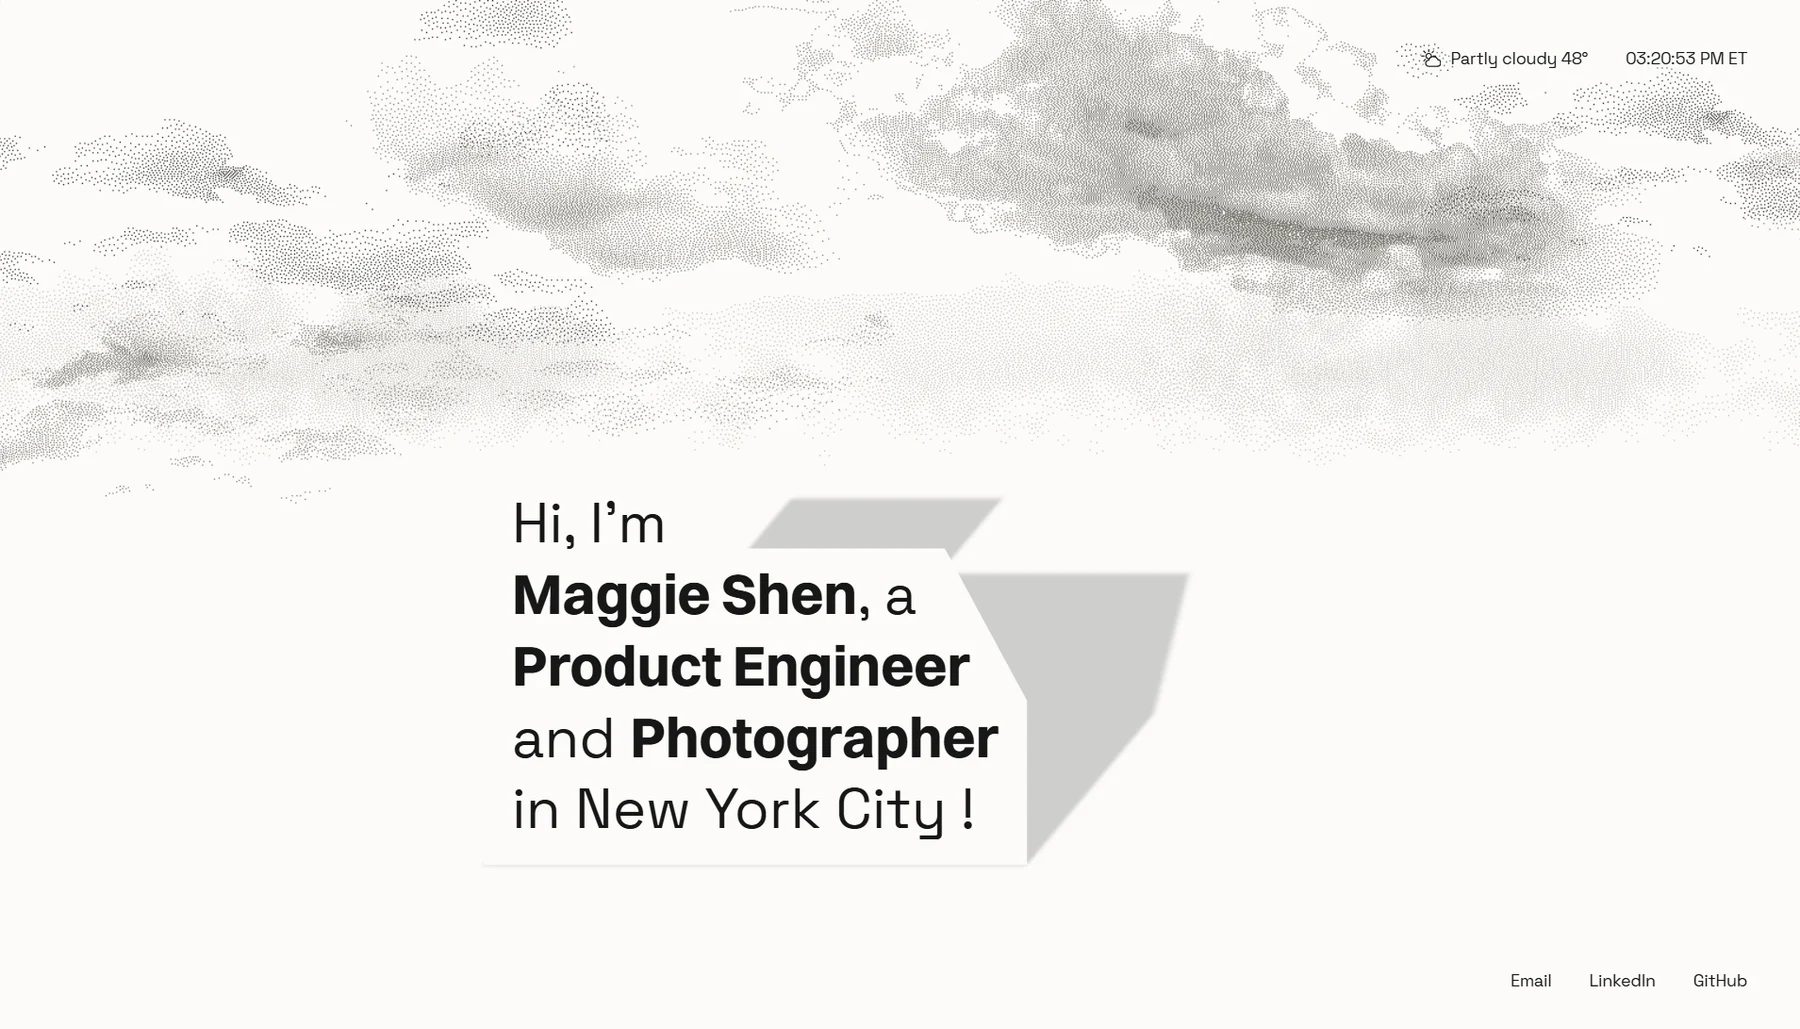 Partly cloudy 48°
03:20:53 PM ET
Hi, I’m
Maggie Shen, a
Product Engineer
and Photographer
in New York City !
Email
LinkedIn
GitHub